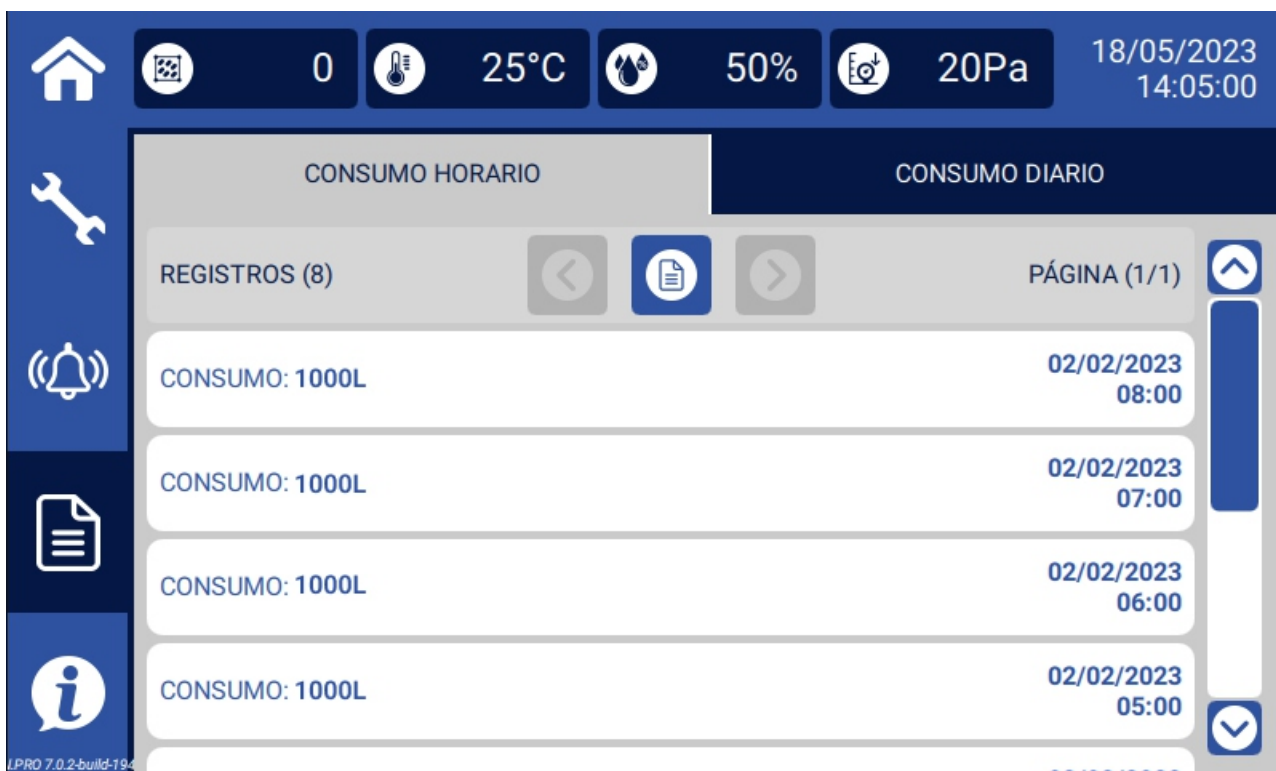 0 25°C 50% 20Pa 18/05/2023
14:05:00
CONSUMO HORARIO CONSUMO DIARIO
REGISTROS (8) PÁGINA (1/1)
CONSUMO: 1000L 02/02/2023
08:00
CONSUMO: 1000L 02/02/2023
07:00
CONSUMO: 1000L 02/02/2023
06:00
CONSUMO: 1000L 02/02/2023
05:00